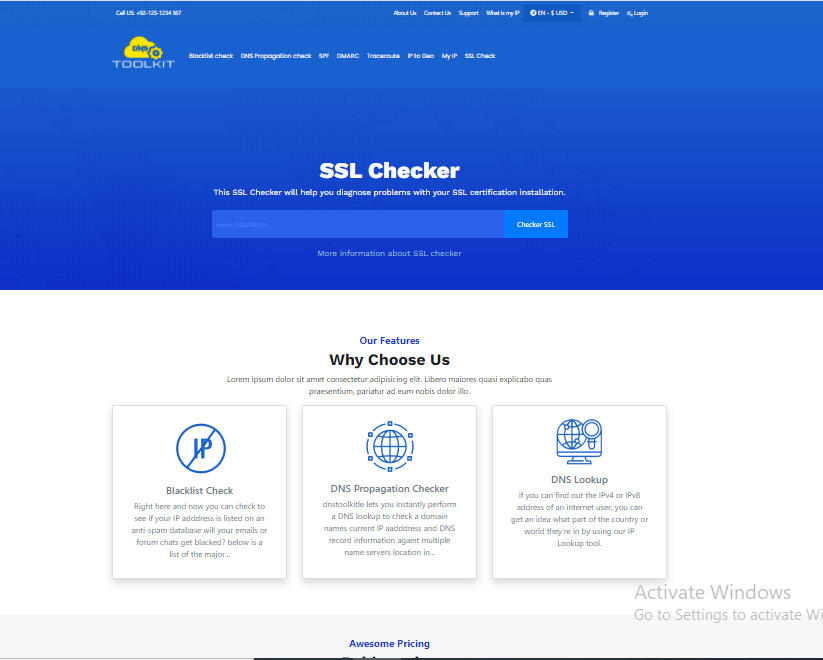 Call US: +92-123-1234 567
About Us Contact Us Support What is my IP EN - $ USD Register Login
DNS
TOOLKIT
Blacklist check DNS Propagation check SPF DMARC Traceroute IP to Geo My IP SSL Check
SSL Checker
This SSL Checker will help you diagnose problems with your SSL certification installation.
Checker SSL
More information about SSL checker
Our Features
Why Choose Us
Lorem ipsum dolor sit amet consectetur adipisicing elit. Libero maiores quasi explicabo quas
praesentium, pariatur ad eum nobis dolor illo.
IP
Blacklist Check
Right here and now you can check to
see if your IP adddress is listed on an
anti-spam database will your emails or
forum chats get blacked? below is a
list of the major...
DNS Propagation Checker
dnstoolkitle lets you instantly perform
a DNS lookup to check a domain
names current IP aadddress and DNS
record information againt multiple
name servers location in...
DNS Lookup
if you can find out the IPv4 or IPv8
address of an internet user, you can
get an idea what part of the country or
world they're in by using our IP
Lookup tool.
Activate Windows
Go to Settings to activate Wi
Awesome Pricing